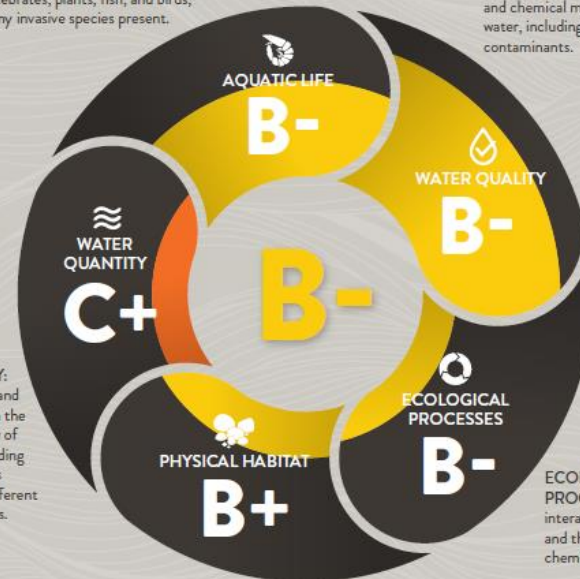 ebrates, plants, fish, and birds,
ny invasive species present.
and chemical m
water, including
contaminants.
AQUATIC LIFE
B-
WATER QUALITY
B-
WATER
QUANTITY
C+
B-
ECOLOGICAL
PROCESSES
B-
PHYSICAL HABITAT
B+
Y:
and
the
of
ding
ferent
s.
ECO
PROC
intera
and th
chem